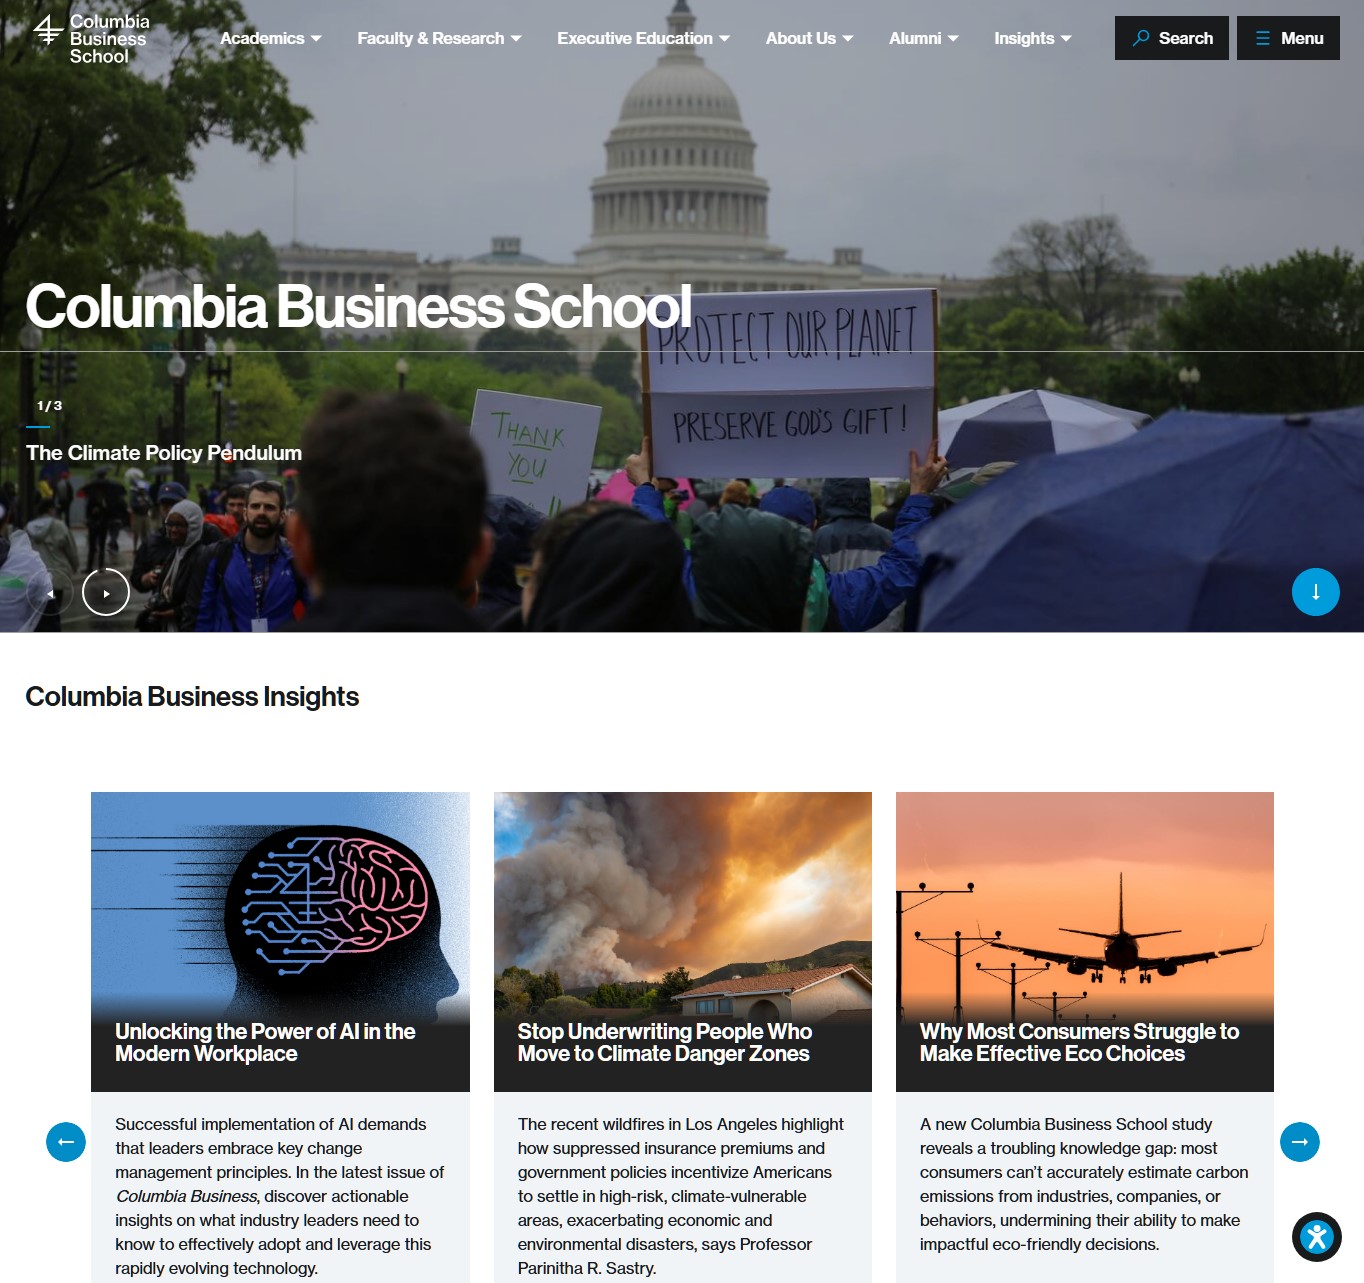 Columbia
Business
School
Academics
Faculty & Research
Executive Education
About Us
Alumni
Insights
Search
Menu
Columbia Business School
PROTECT OUR PLANET
PRESERVE GOD'S GIFT!
THANK
YOU
!!
1/3
The Climate Policy Pendulum
Columbia Business Insights
Unlocking the Power of AI in the
Modern Workplace
Successful implementation of AI demands
that leaders embrace key change
management principles. In the latest issue of
Columbia Business, discover actionable
insights on what industry leaders need to
know to effectively adopt and leverage this
rapidly evolving technology.
Stop Underwriting People Who
Move to Climate Danger Zones
The recent wildfires in Los Angeles highlight
how suppressed insurance premiums and
government policies incentivize Americans
to settle in high-risk, climate-vulnerable
areas, exacerbating economic and
environmental disasters, says Professor
Parinitha R. Sastry.
Why Most Consumers Struggle to
Make Effective Eco Choices
A new Columbia Business School study
reveals a troubling knowledge gap: most
consumers can’t accurately estimate carbon
emissions from industries, companies, or
behaviors, undermining their ability to make
impactful eco-friendly decisions.